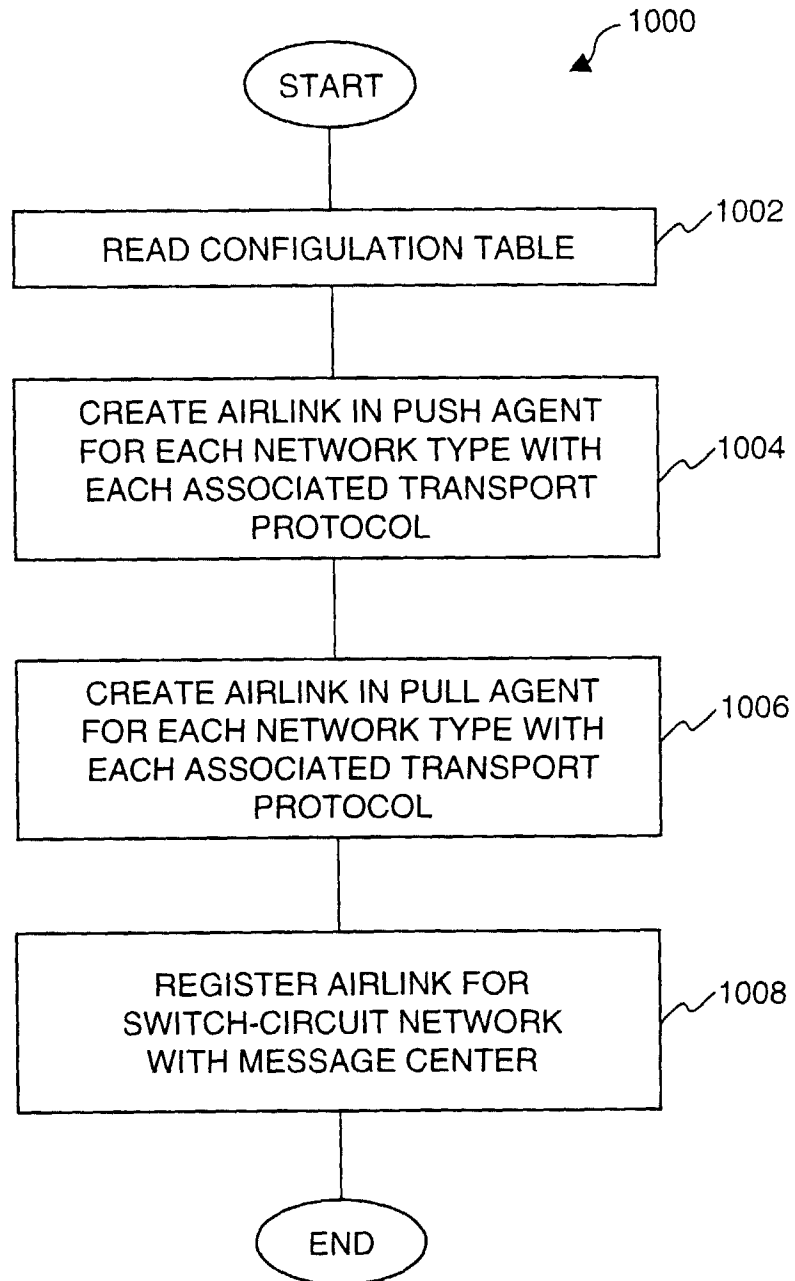 1000
START
1002
READ CONFIGULATION TABLE
CREATE AIRLINK IN PUSH AGENT
FOR EACH NETWORK TYPE WITH
EACH ASSOCIATED TRANSPORT
PROTOCOL
1004
CREATE AIRLINK IN PULL AGENT
FOR EACH NETWORK TYPE WITH
EACH ASSOCIATED TRANSPORT
PROTOCOL
1006
REGISTER AIRLINK FOR
SWITCH-CIRCUIT NETWORK
WITH MESSAGE CENTER
1008
END